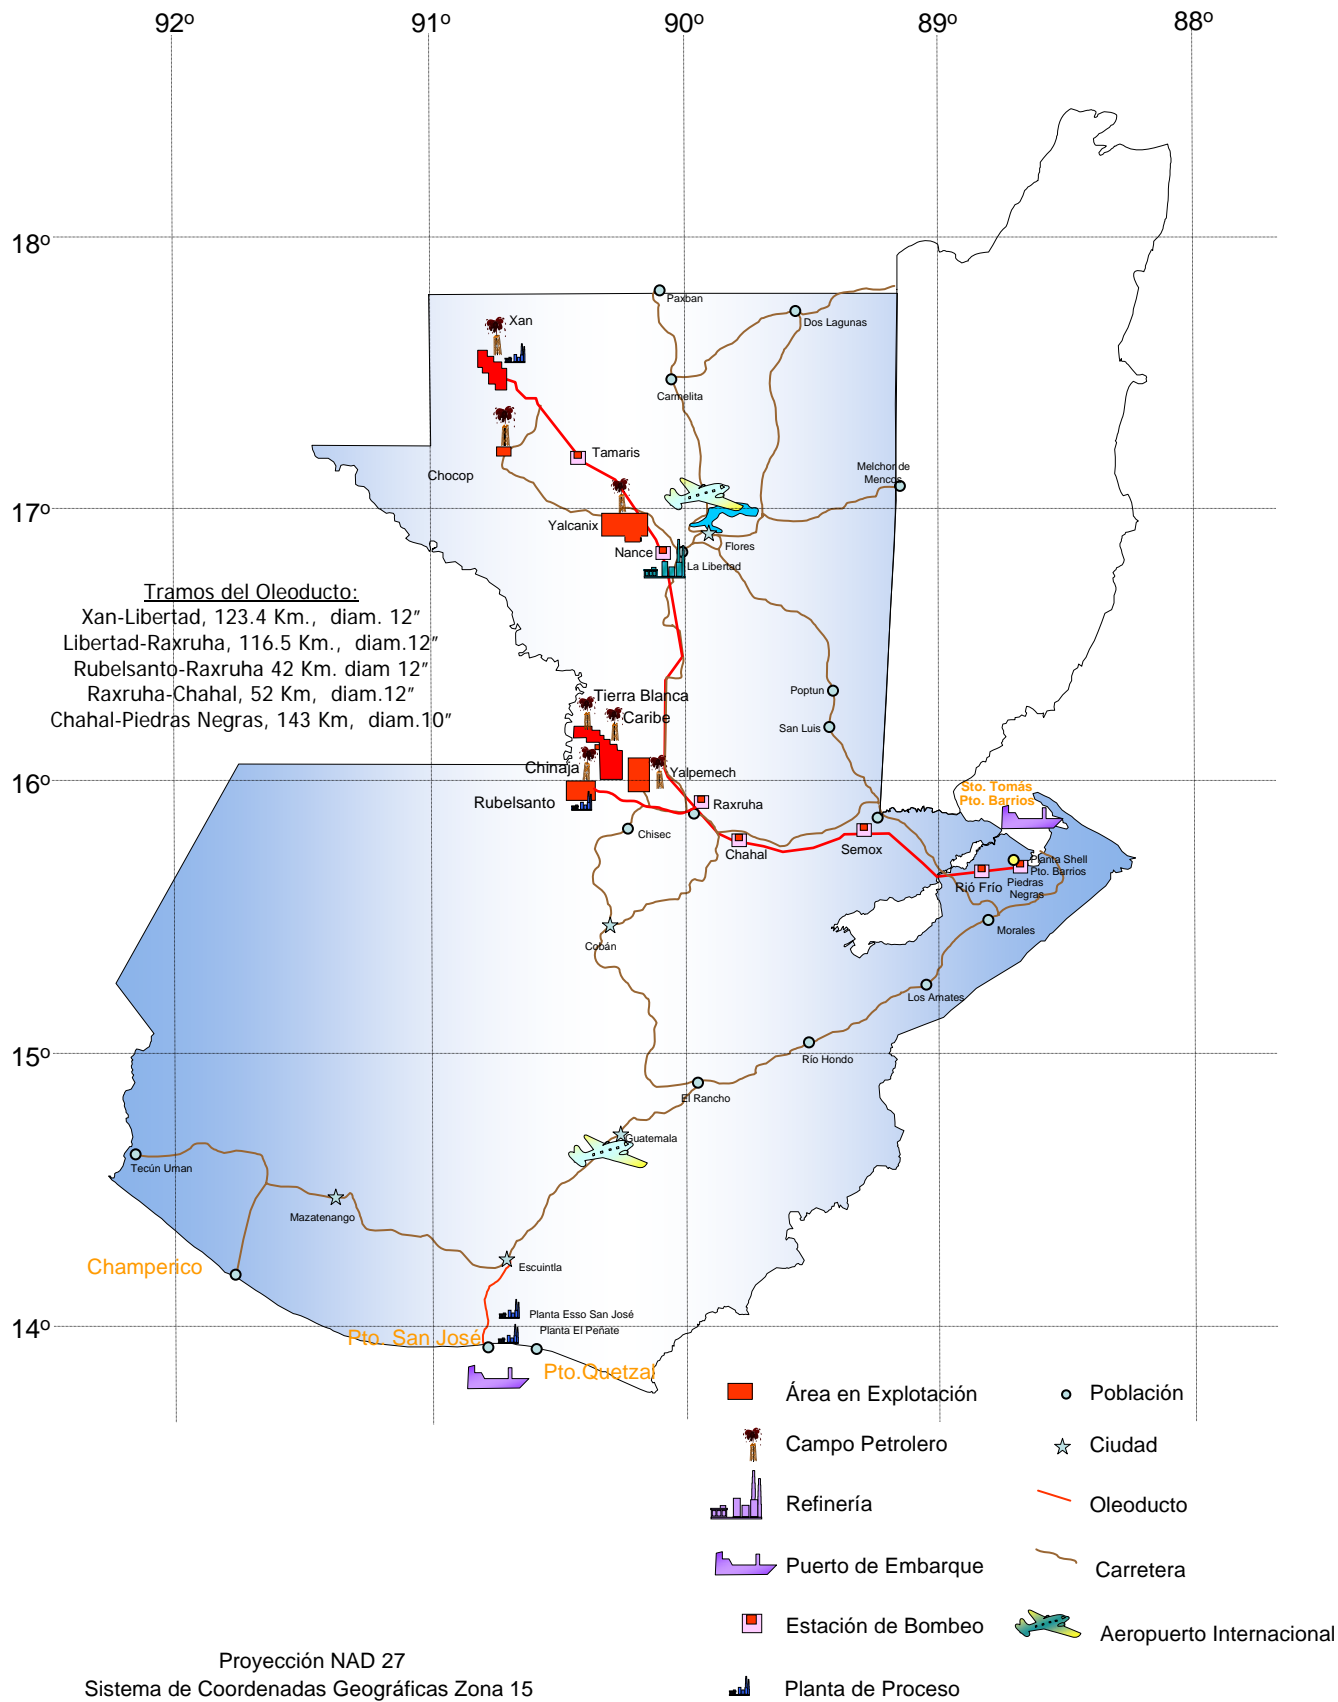 92º 91º 90º 89º 88º
18º
Paxban
Dos Lagunas
Xan
Carmelita
Tamaris
Chocop
Melchor de
Mencos
17º
Yalcanix
Flores
Nance
La Libertad
Tramos del Oleoducto:
Xan-Libertad, 123.4 Km., diam. 12”
Libertad-Raxruha, 116.5 Km., diam.12”
Rubelsanto-Raxruha 42 Km. diam 12”
Raxruha-Chahal, 52 Km, diam.12”
Chahal-Piedras Negras, 143 Km, diam.10”
Tierra Blanca
Caribe
Poptun
San Luis
Chinaja
Yalpemech
16º
Rubelsanto
Raxruha
Sto. Tomás
Pto. Barrios
Chisec
Chahal
Semox
Planta Shell
Pto. Barrios
Rió Frío
Piedras
Negras
Morales
Cobán
Los Amates
15º
Río Hondo
El Rancho
Guatemala
Tecún Uman
Mazatenango
Champerico
Escuintla
Planta Esso San José
14º
Planta El Peñate
Pto. San José
Pto.Quetzal
Área en Explotación
Población
Campo Petrolero
Ciudad
Refinería
Oleoducto
Puerto de Embarque
Carretera
Estación de Bombeo
Aeropuerto Internacional
Planta de Proceso
Proyección NAD 27
Sistema de Coordenadas Geográficas Zona 15